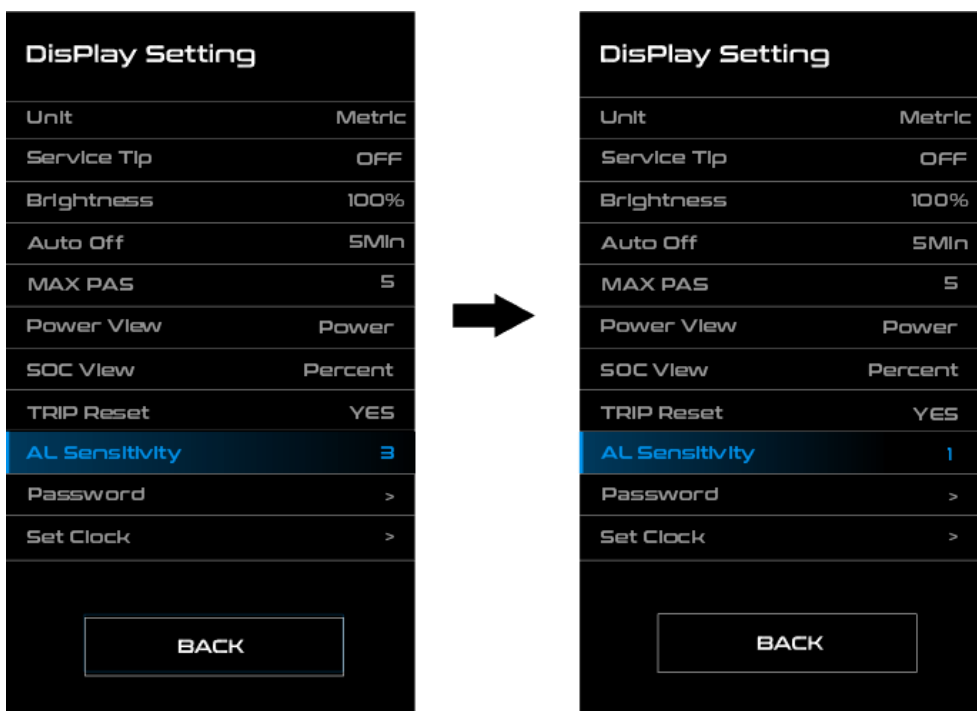 DisPlay Setting
Unit Metric
Service Tip OFF
Brightness 100%
Auto Off 5Min
MAX PAS 5
Power View Power
SOC View Percent
TRIP Reset YES
AL Sensitivity 3
Password >
Set Clock >
BACK
DisPlay Setting
Unit Metric
Service Tip OFF
Brightness 100%
Auto Off 5Min
MAX PAS 5
Power View Power
SOC View Percent
TRIP Reset YES
AL Sensitivity 1
Password >
Set Clock >
BACK